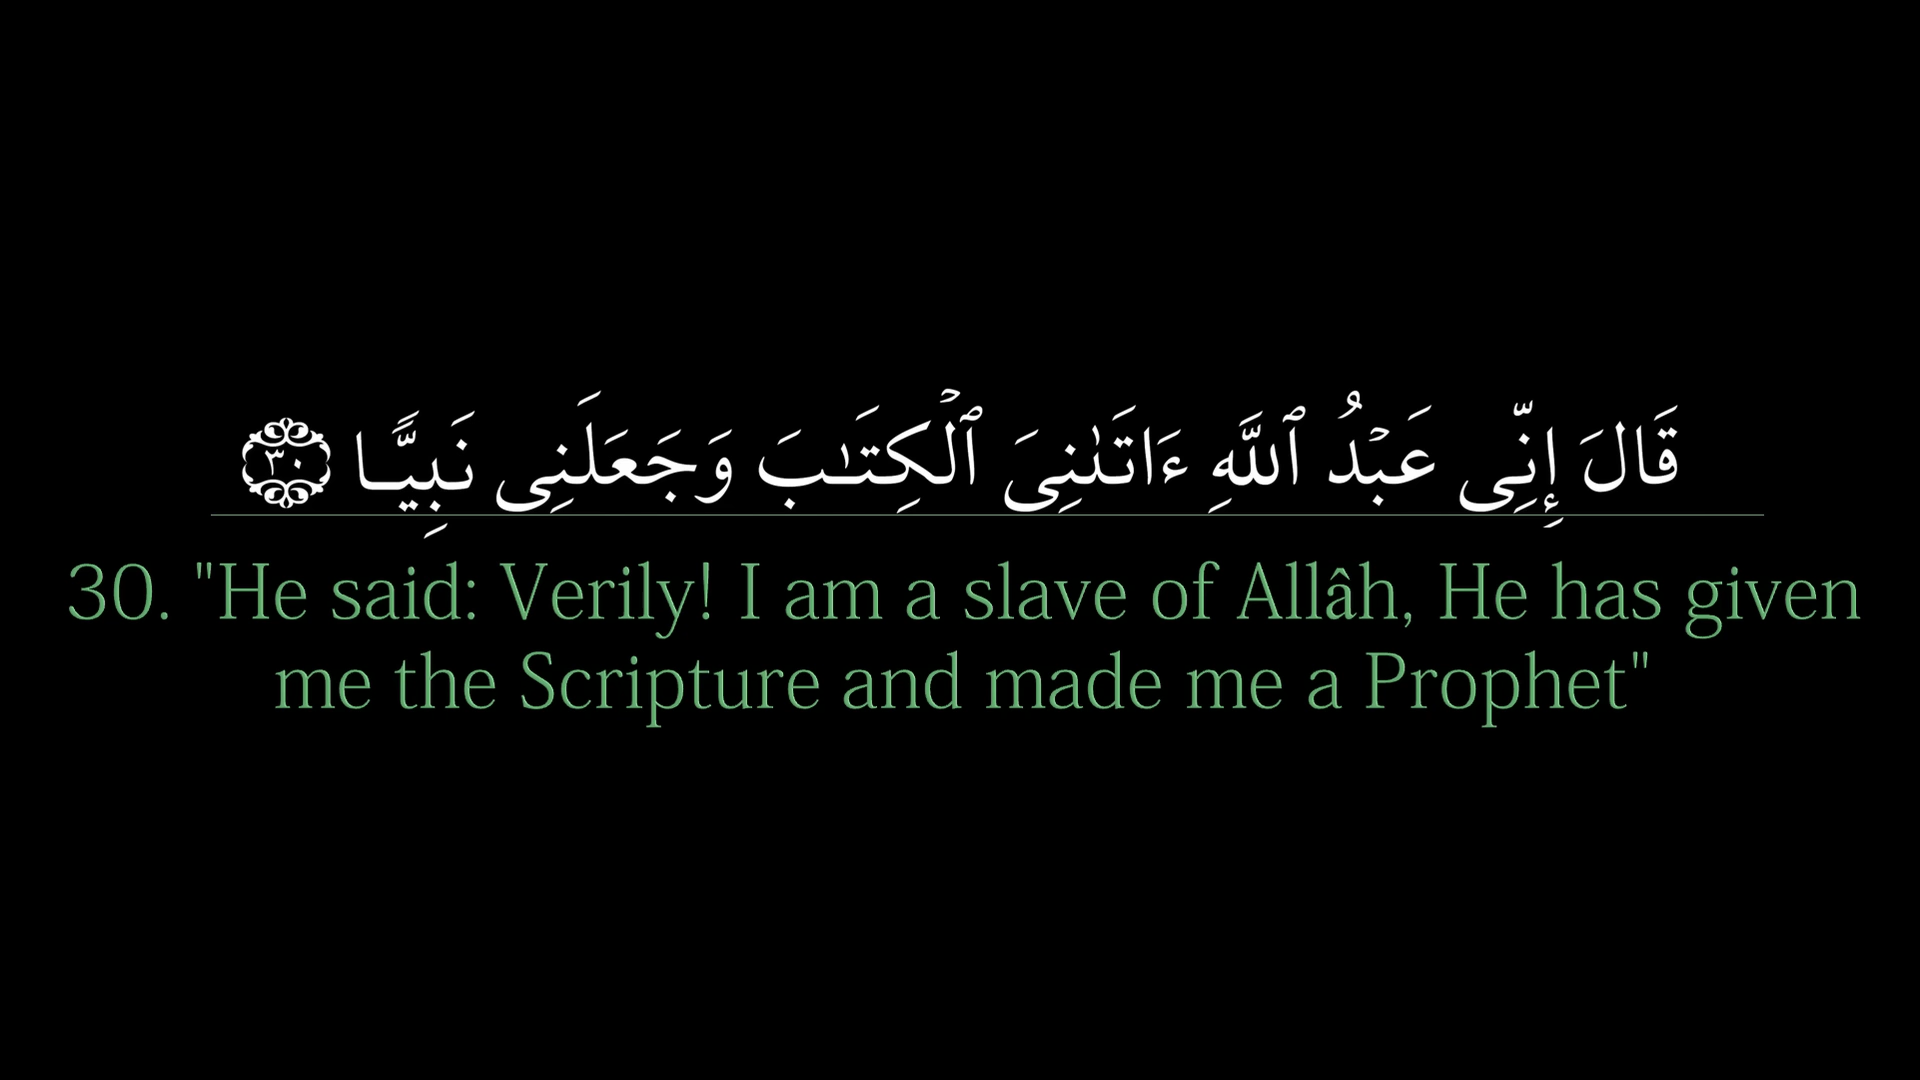 قَالَ إِنِّى عَبْدُ ٱللَّهِ ءَاتَىٰنِىَ ٱلْكِتَـٰبَ وَجَعَلَنِى نَبِيًّـا ٣٠
30. "He said: Verily! I am a slave of Allâh, He has given
me the Scripture and made me a Prophet"